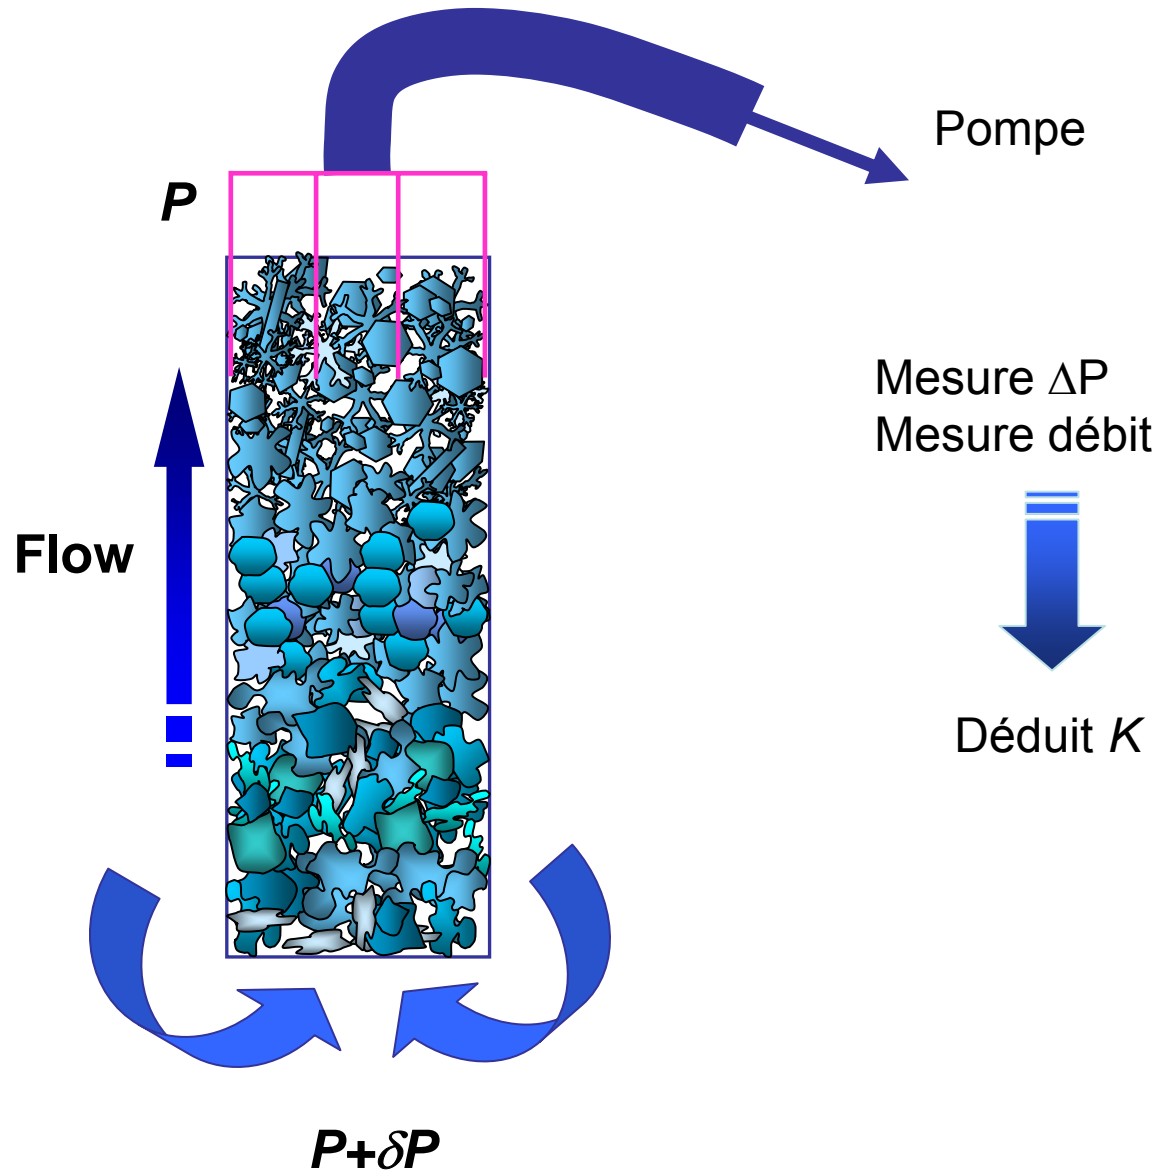 Pompe
P
Mesure ΔP
Mesure débit
Flow
Déduit K
P+δP